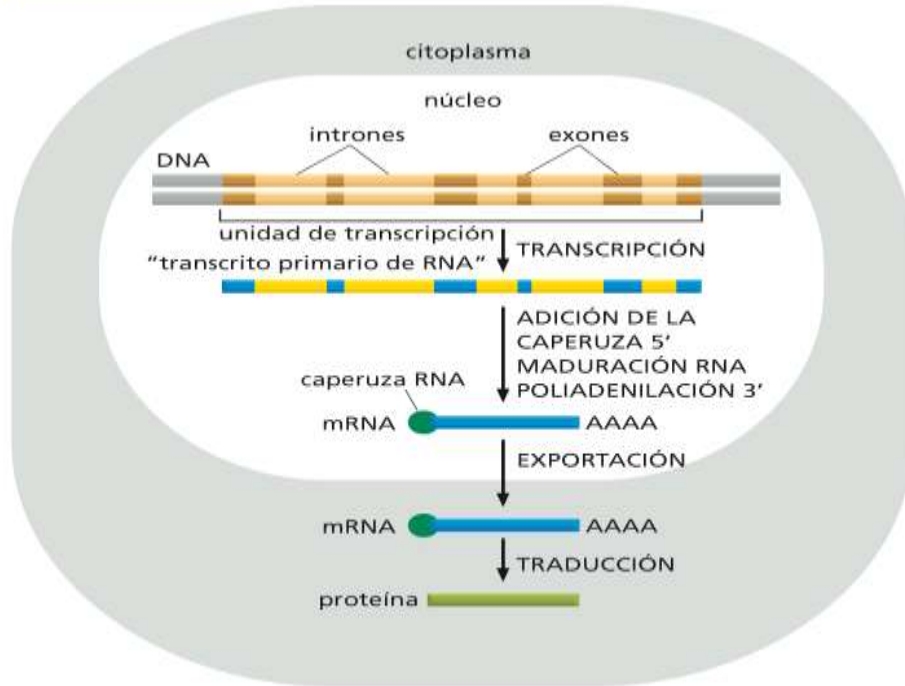 citoplasma
núcleo
intrones
exones
DNA
unidad de transcripción
TRANSCRIPCIÓN
“transcrito primario de RNA”
ADICIÓN DE LA
CAPERUZA 5′
MADURACIÓN RNA
POLIADENILACIÓN 3′
caperuza RNA
mRNA
AAAA
EXPORTACIÓN
mRNA
AAAA
TRADUCCIÓN
proteína